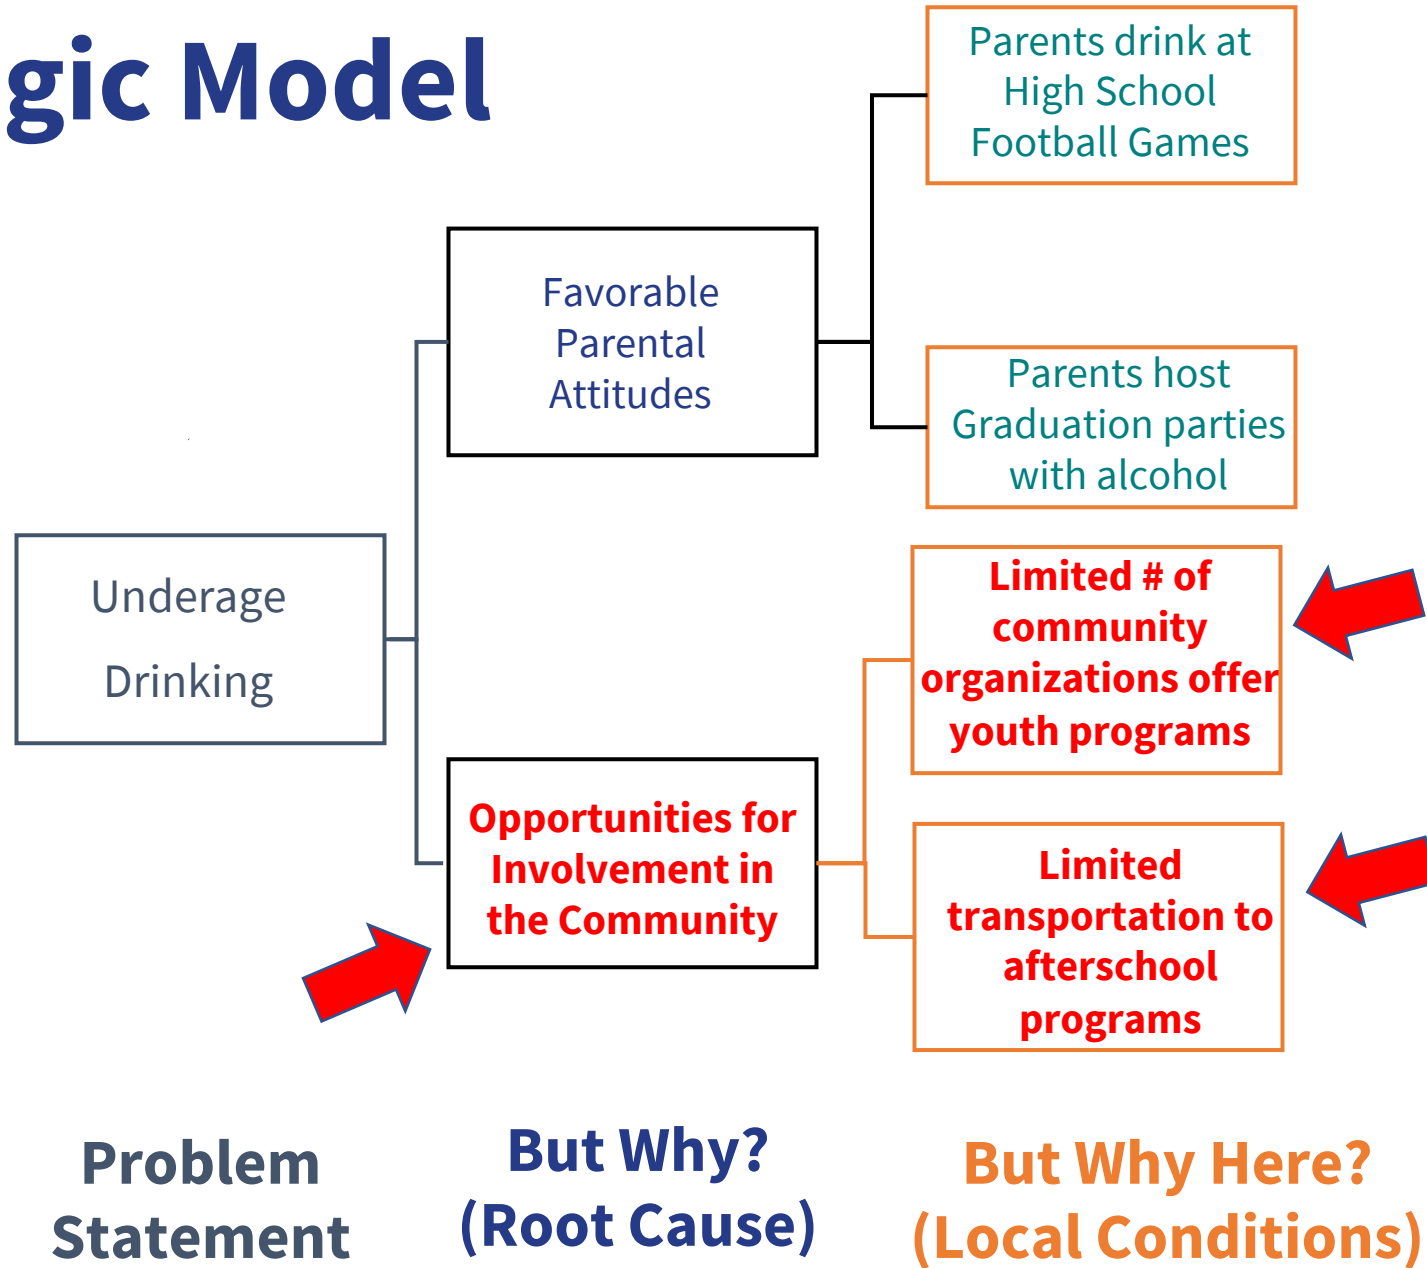 gic Model
Parents drink at
High School
Football Games
Favorable
Parental
Attitudes
Parents host
Graduation parties
with alcohol
Underage
Drinking
Limited # of
community
organizations offer
youth programs
Opportunities for
Involvement in
the Community
Limited
transportation to
afterschool
programs
Problem
Statement
But Why?
(Root Cause)
But Why Here?
(Local Conditions)